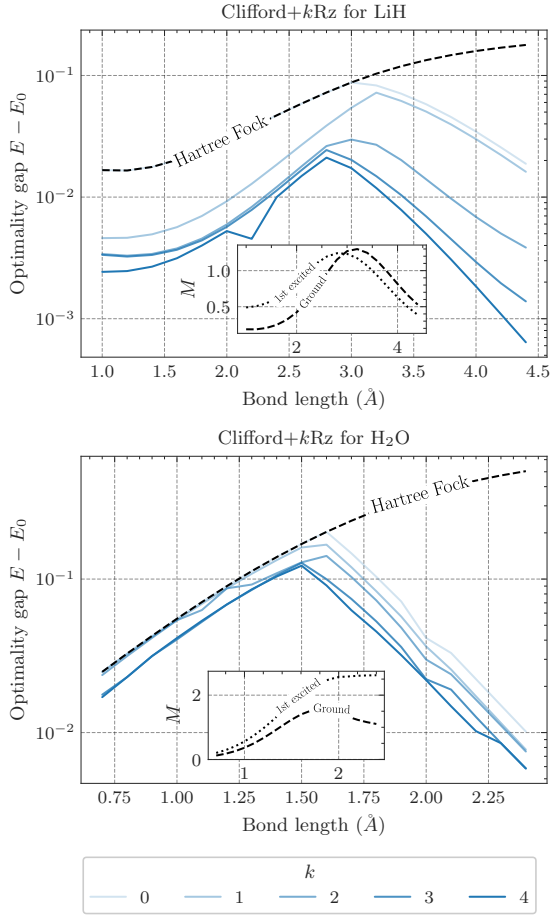 Clifford+kRz for LiH
Optimality gap E − E₀
10⁻¹
10⁻²
10⁻³
Hartree Fock
M
1.0
0.5
1st excited
Ground
2 4
1.0 1.5 2.0 2.5 3.0 3.5 4.0 4.5
Bond length (Å)
Clifford+kRz for H₂O
Optimality gap E − E₀
10⁻¹
10⁻²
Hartree Fock
M
2
0
1st excited
Ground
1 2
0.75 1.00 1.25 1.50 1.75 2.00 2.25
Bond length (Å)
k
0 1 2 3 4